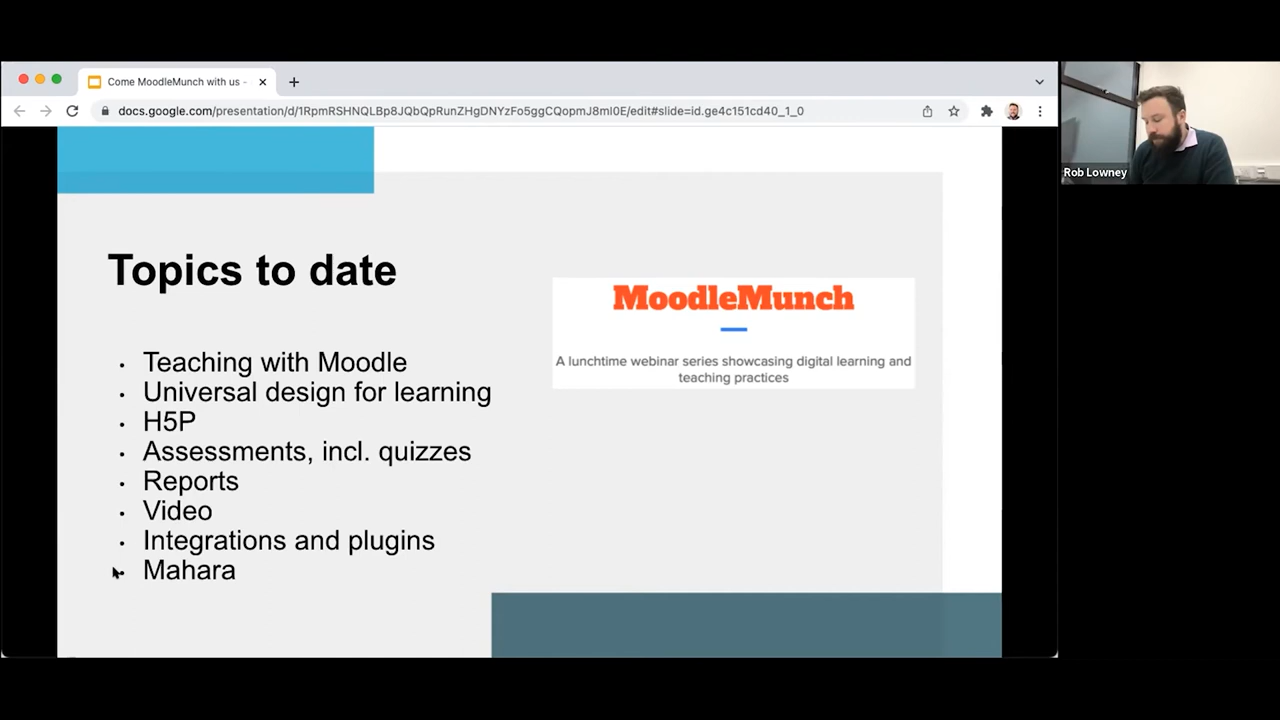 Come MoodleMunch with us -
docs.google.com/presentation/d/1RpmRSHNQLBp8JQbQpRunZHgDNYzFo5ggCQopmJ8mI0E/edit#slide=id.ge4c151cd40_1_0
Rob Lowney
Topics to date
MoodleMunch
A lunchtime webinar series showcasing digital learning and
teaching practices
• Teaching with Moodle
• Universal design for learning
• H5P
• Assessments, incl. quizzes
• Reports
• Video
• Integrations and plugins
• Mahara